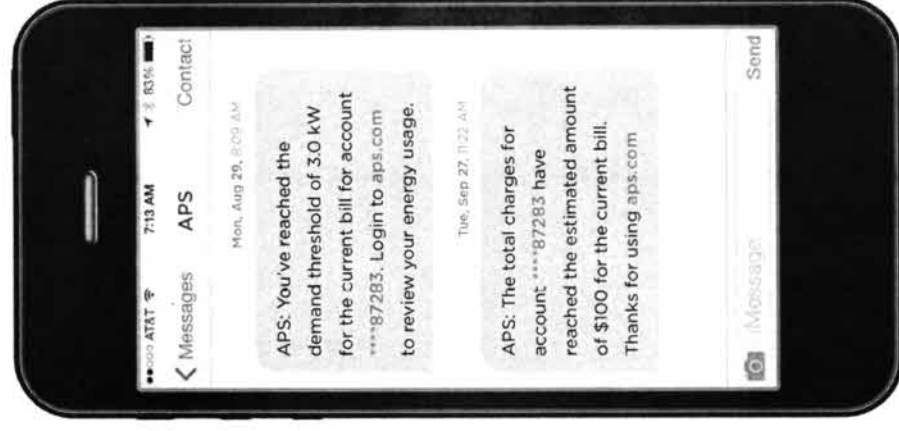 ●●○○○ AT&T 7:13 AM 83%
Messages APS Contact
Mon, Aug 29, 8:09 AM
APS: You've reached the
demand threshold of 3.0 kW
for the current bill for account
****87283. Login to aps.com
to review your energy usage.
Tue, Sep 27, 11:22 AM
APS: The total charges for
account ****87283 have
reached the estimated amount
of $100 for the current bill.
Thanks for using aps.com
iMessage Send